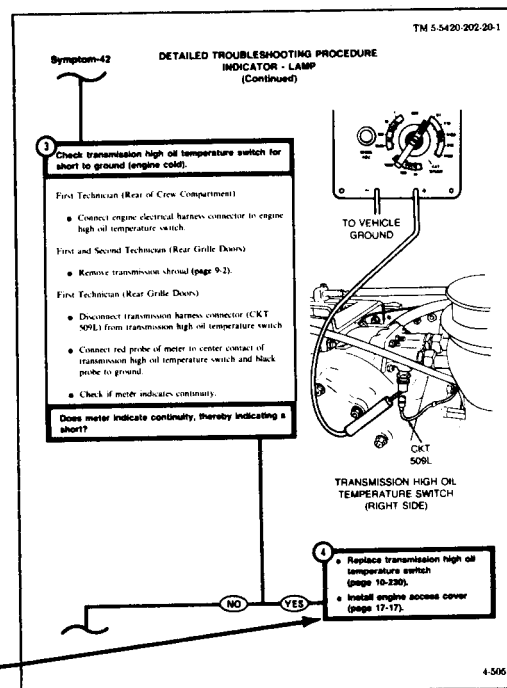 TM 5-5420-202-20-1
Symptom-42
DETAILED TROUBLESHOOTING PROCEDURE
INDICATOR - LAMP
(Continued)
3
Check transmission high oil temperature switch for
short to ground (engine cold).
First Technician (Rear of Crew Compartment)
• Connect engine electrical harness connector to engine
high oil temperature switch.
First and Second Technician (Rear Grille Doors)
• Remove transmission shroud (page 9-2).
First Technician (Rear Grille Doors)
• Disconnect transmission harness connector (CKT
509L) from transmission high oil temperature switch
• Connect red probe of meter to center contact of
transmission high oil temperature switch and black
probe to ground.
• Check if meter indicates continuity.
Does meter indicate continuity, thereby indicating a
short?
TO VEHICLE
GROUND
CKT
509L
TRANSMISSION HIGH OIL
TEMPERATURE SWITCH
(RIGHT SIDE)
4
• Replace transmission high oil
temperature switch
(page 10-230).
• Install engine access cover
(page 17-17).
NO
YES
4-505